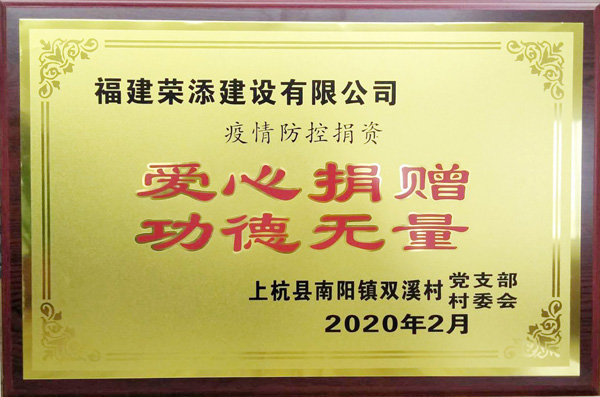 福建荣添建设有限公司
疫情防控捐资
爱心捐赠
功德无量
上杭县南阳镇双溪村党支部
村委会
2020年2月